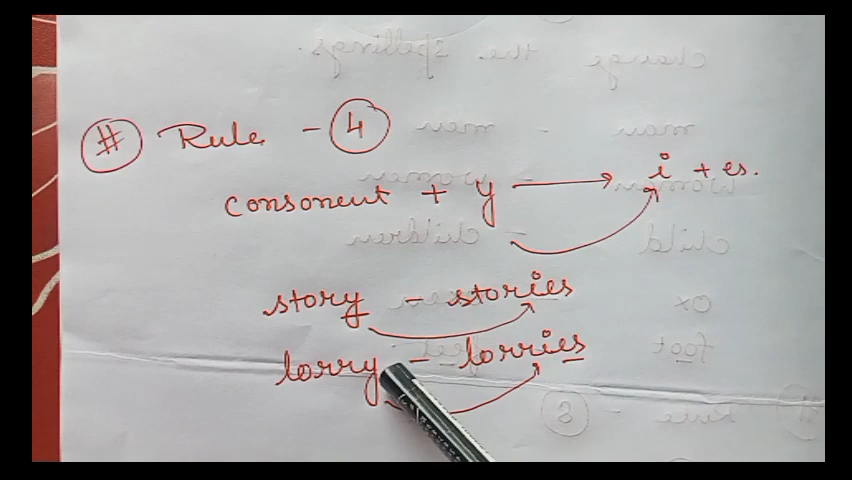 # Rule - 4
consonent + y → i + es.
story - stories
lorry - lorries